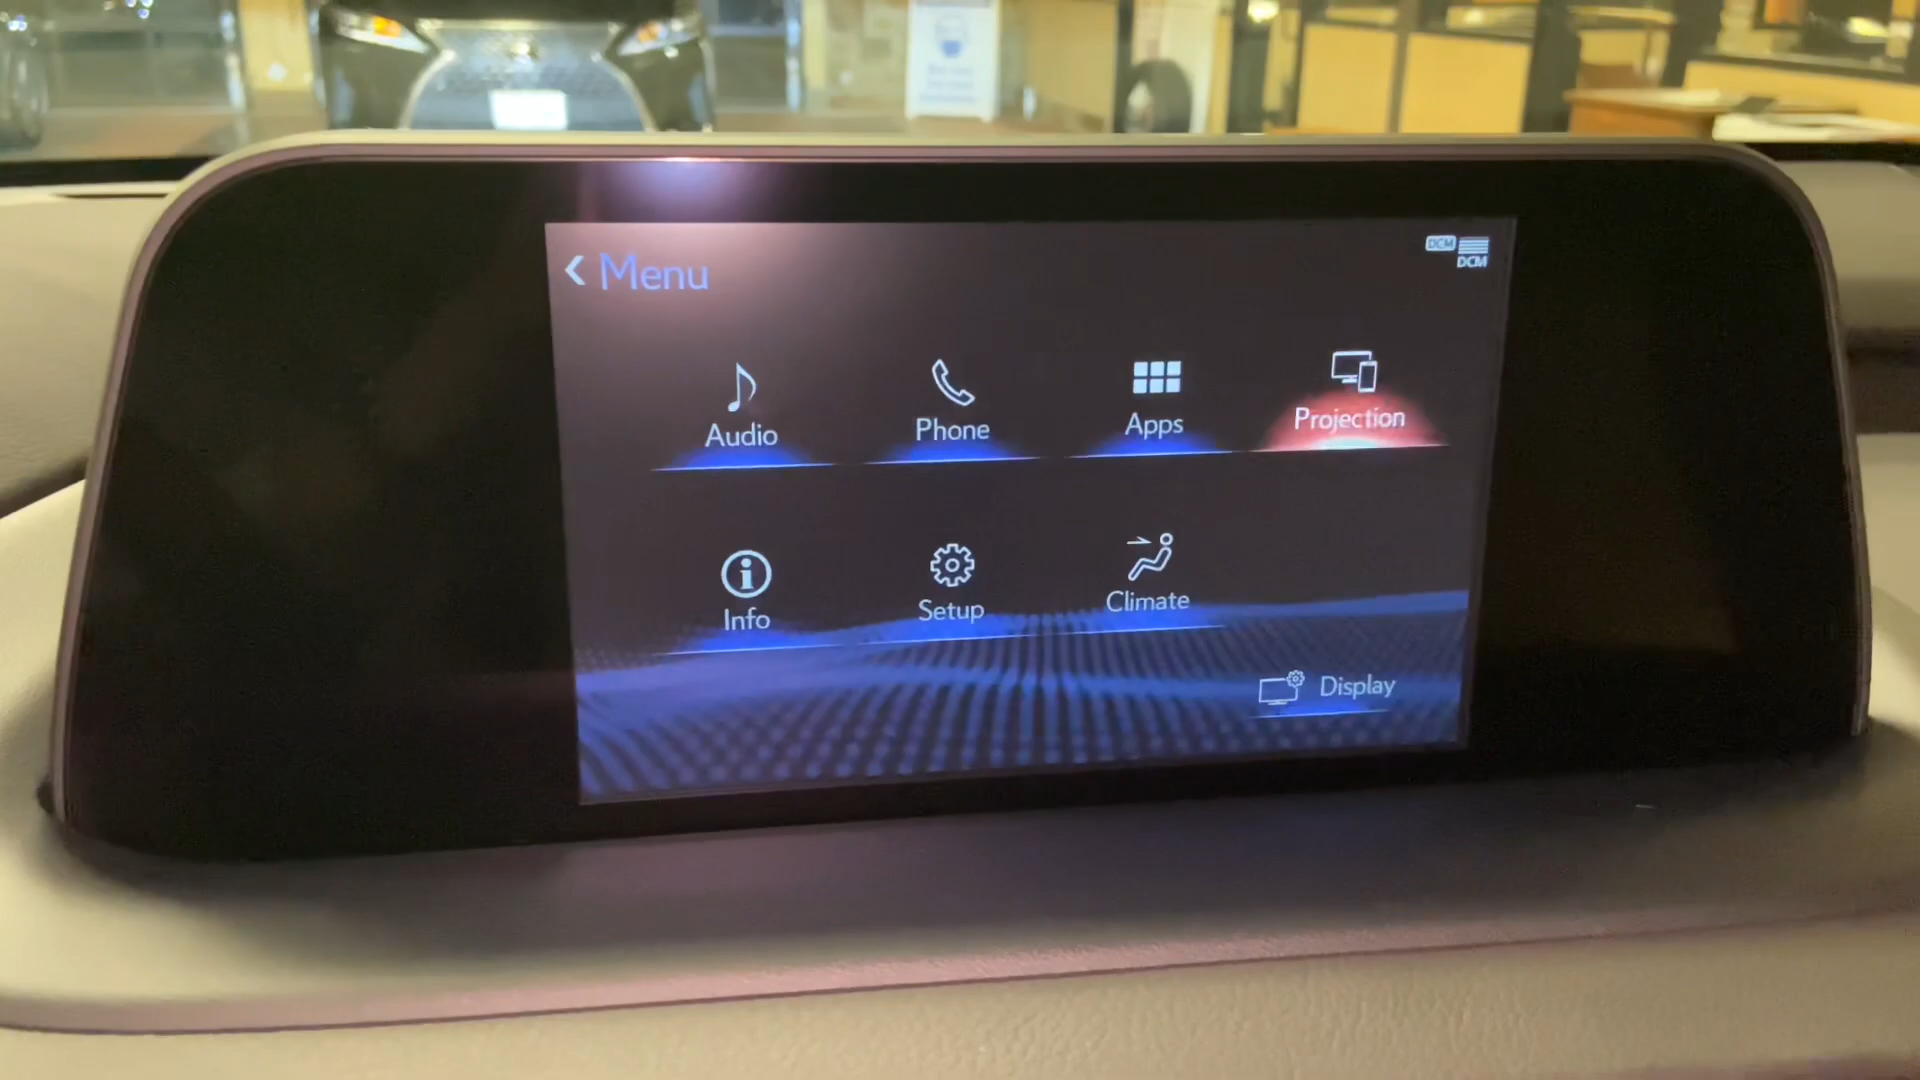 Menu
DCM
DCM
Audio
Phone
Apps
Projection
Info
Setup
Climate
Display